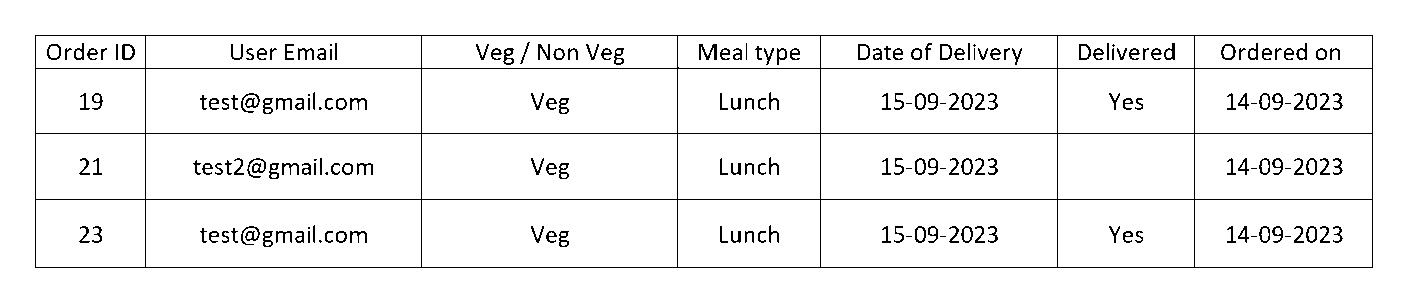 Order ID User Email Veg / Non Veg Meal type Date of Delivery Delivered Ordered on
19 test@gmail.com Veg Lunch 15-09-2023 Yes 14-09-2023
21 test2@gmail.com Veg Lunch 15-09-2023 14-09-2023
23 test@gmail.com Veg Lunch 15-09-2023 Yes 14-09-2023